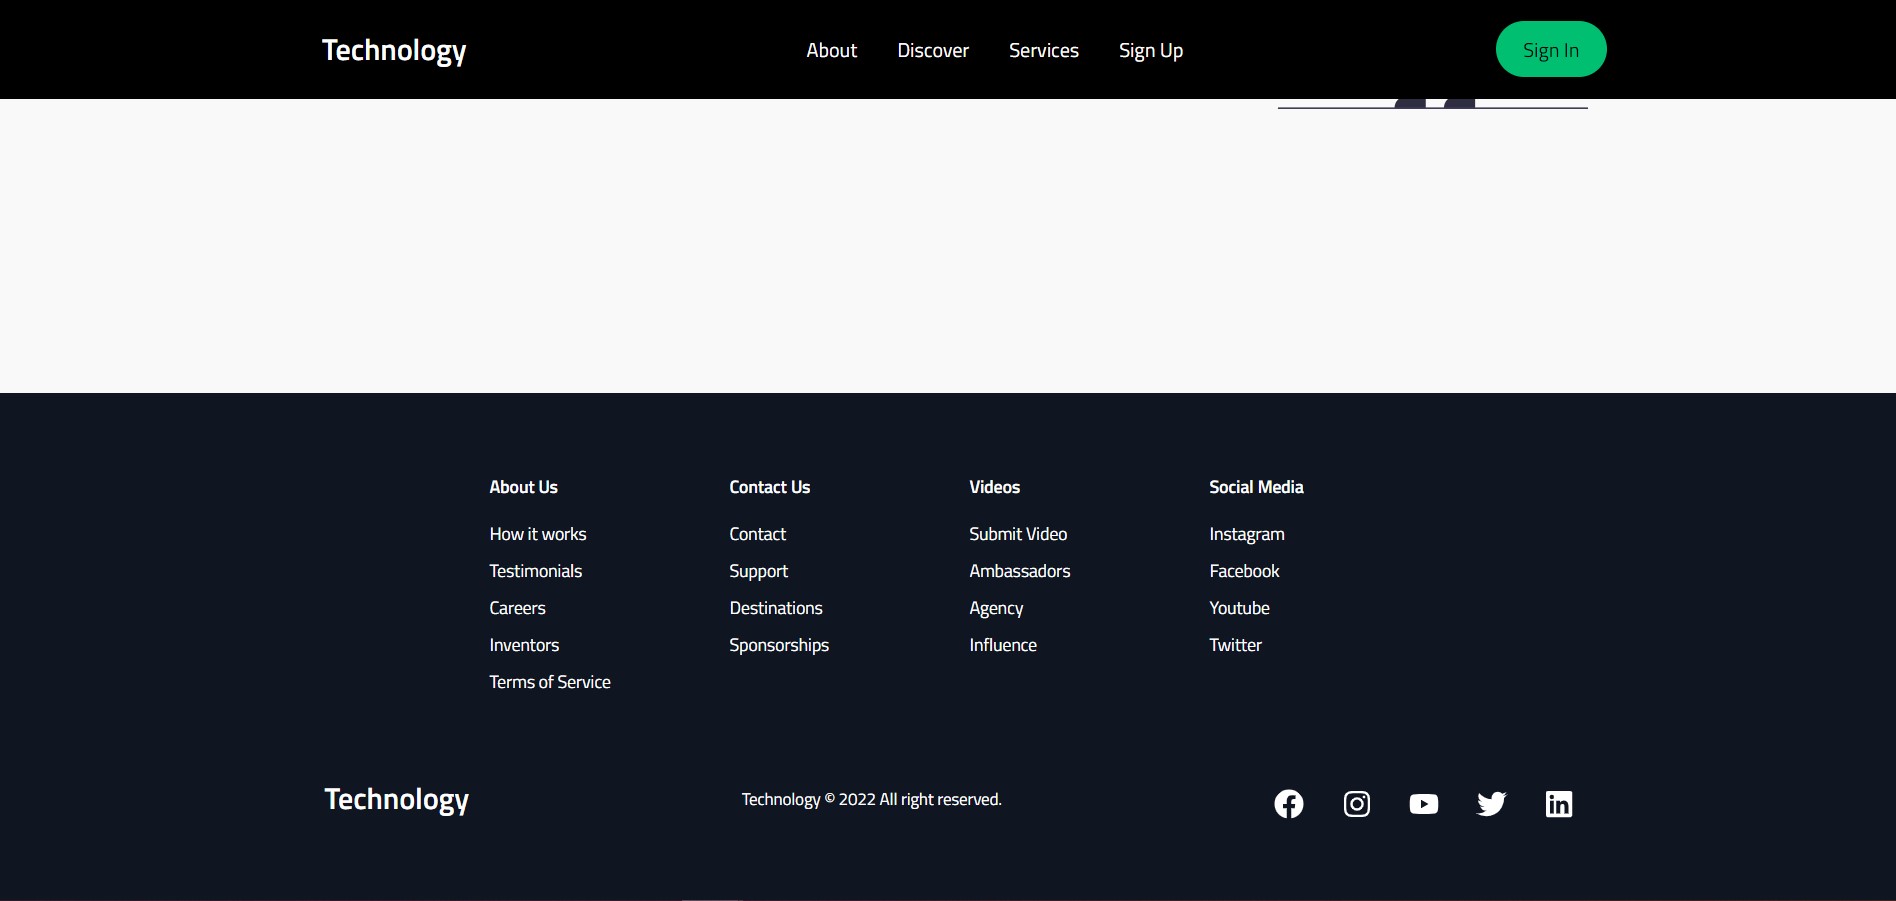 Technology
About Discover Services Sign Up
Sign In
About Us
How it works
Testimonials
Careers
Inventors
Terms of Service
Contact Us
Contact
Support
Destinations
Sponsorships
Videos
Submit Video
Ambassadors
Agency
Influence
Social Media
Instagram
Facebook
Youtube
Twitter
Technology
Technology © 2022 All right reserved.